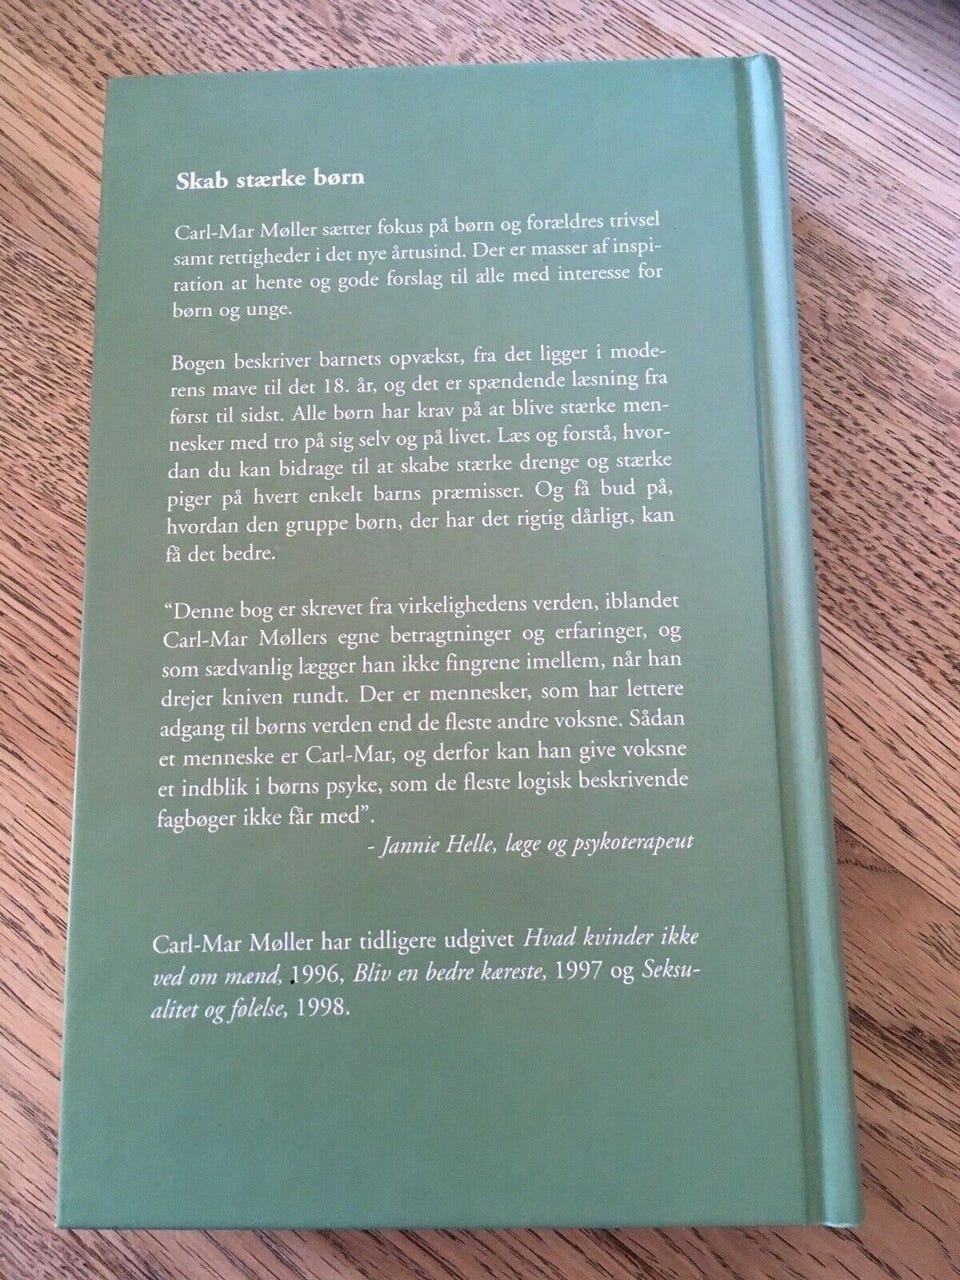 Skab stærke børn
Carl-Mar Møller sætter fokus på børn og forældres trivsel
samt rettigheder i det nye årtusind. Der er masser af inspi-
ration at hente og gode forslag til alle med interesse for
børn og unge.
Bogen beskriver barnets opvækst, fra det ligger i mode-
rens mave til det 18. år, og det er spændende læsning fra
først til sidst. Alle børn har krav på at blive stærke men-
nesker med tro på sig selv og på livet. Læs og forstå, hvor-
dan du kan bidrage til at skabe stærke drenge og stærke
piger på hvert enkelt barns præmisser. Og få bud på,
hvordan den gruppe børn, der har det rigtig dårligt, kan
få det bedre.
“Denne bog er skrevet fra virkelighedens verden, iblandet
Carl-Mar Møllers egne betragtninger og erfaringer, og
som sædvanlig lægger han ikke fingrene imellem, når han
drejer kniven rundt. Der er mennesker, som har lettere
adgang til børns verden end de fleste andre voksne. Sådan
et menneske er Carl-Mar, og derfor kan han give voksne
et indblik i børns psyke, som de fleste logisk beskrivende
fagbøger ikke får med”.
- Jannie Helle, læge og psykoterapeut
Carl-Mar Møller har tidligere udgivet Hvad kvinder ikke
ved om mænd, 1996, Bliv en bedre kæreste, 1997 og Seksu-
alitet og følelse, 1998.